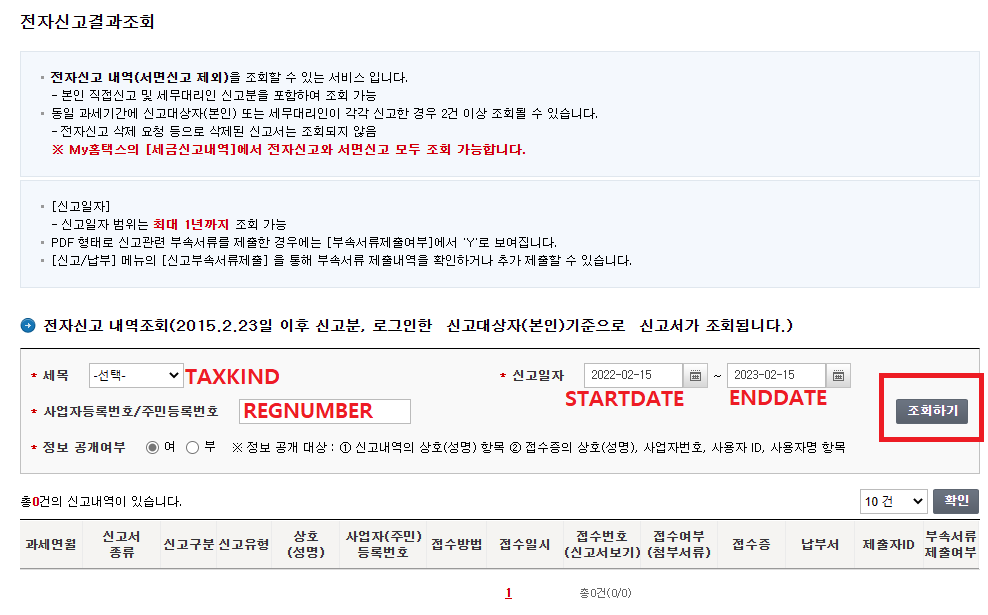 전자신고결과조회
전자신고 내역(서면신고 제외)을 조회할 수 있는 서비스 입니다.
- 본인 직접신고 및 세무대리인 신고분을 포함하여 조회 가능
동일 과세기간에 신고대상자(본인) 또는 세무대리인이 각각 신고한 경우 2건 이상 조회될 수 있습니다.
- 전자신고 삭제 요청 등으로 삭제된 신고서는 조회되지 않음
※ My홈택스의 [세금신고내역]에서 전자신고와 서면신고 모두 조회 가능합니다.
[신고일자]
- 신고일자 범위는 최대 1년까지 조회 가능
PDF 형태로 신고관련 부속서류를 제출한 경우에는 [부속서류제출여부]에서 'Y'로 보여집니다.
[신고/납부] 메뉴의 [신고부속서류제출] 을 통해 부속서류 제출내역을 확인하거나 추가 제출할 수 있습니다.
전자신고 내역조회(2015.2.23일 이후 신고분, 로그인한 신고대상자(본인)기준으로 신고서가 조회됩니다.)
* 세목 -선택- TAXKIND * 신고일자 2022-02-15 ~ 2023-02-15
STARTDATE ENDDATE
* 사업자등록번호/주민등록번호 REGNUMBER 조회하기
* 정보 공개여부 여 부 ※ 정보 공개 대상 : ① 신고내역의 상호(성명) 항목 ② 접수증의 상호(성명), 사업자번호, 사용자 ID, 사용자명 항목
총0건의 신고내역이 있습니다. 10 건 확인
과세연월 신고서 종류 신고구분 신고유형 상호 (성명) 사업자(주민) 등록번호 접수방법 접수일시 접수번호 (신고서보기) 접수여부 (첨부서류) 접수증 납부서 제출자ID 부속서류 제출여부
1 총0건(0/0)